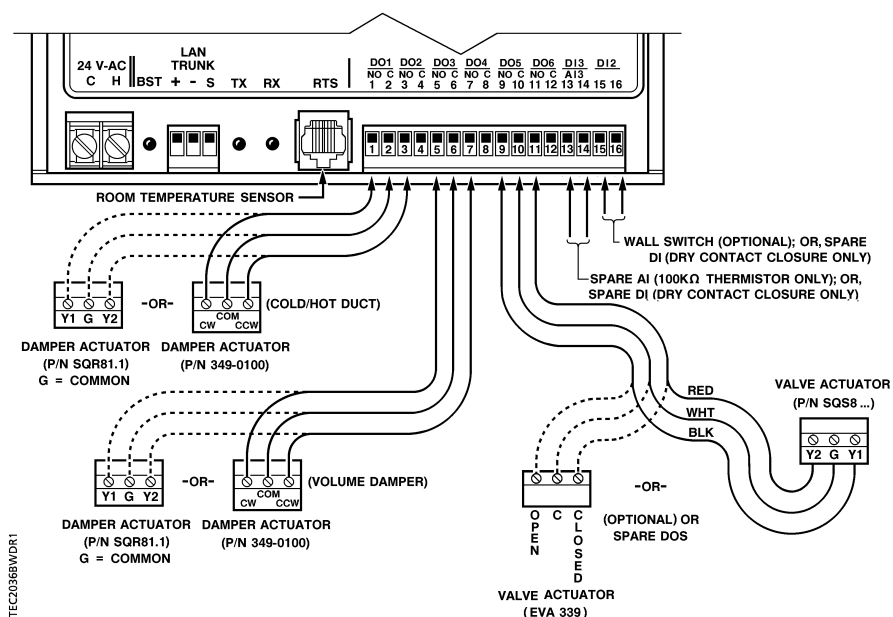 24 V-AC
C H
BST
LAN
TRUNK
+ - S
TX RX RTS
DO1 DO2 DO3 DO4 DO5 DO6 DI3 DI2
NO C NO C NO C NO C NO C NO C AI3
1 2 3 4 5 6 7 8 9 10 11 12 13 14 15 16
1 2 3 4 5 6 7 8 9 10 11 12 13 14 15 16
ROOM TEMPERATURE SENSOR
WALL SWITCH (OPTIONAL); OR, SPARE
DI (DRY CONTACT CLOSURE ONLY)
SPARE AI (100KΩ THERMISTOR ONLY); OR,
SPARE DI (DRY CONTACT CLOSURE ONLY)
Y1 G Y2
-OR-
CW COM CCW
(COLD/HOT DUCT)
DAMPER ACTUATOR
(P/N SQR81.1)
G = COMMON
DAMPER ACTUATOR
(P/N 349-0100)
RED
WHT
BLK
VALVE ACTUATOR
(P/N SQS8 ...)
Y2 G Y1
Y1 G Y2
-OR-
CW COM CCW
(VOLUME DAMPER)
DAMPER ACTUATOR
(P/N SQR81.1)
G = COMMON
DAMPER ACTUATOR
(P/N 349-0100)
OPEN
C
CLOSED
-OR-
(OPTIONAL) OR
SPARE DOS
VALVE ACTUATOR
(EVA 339)
TEC2036BWDR1